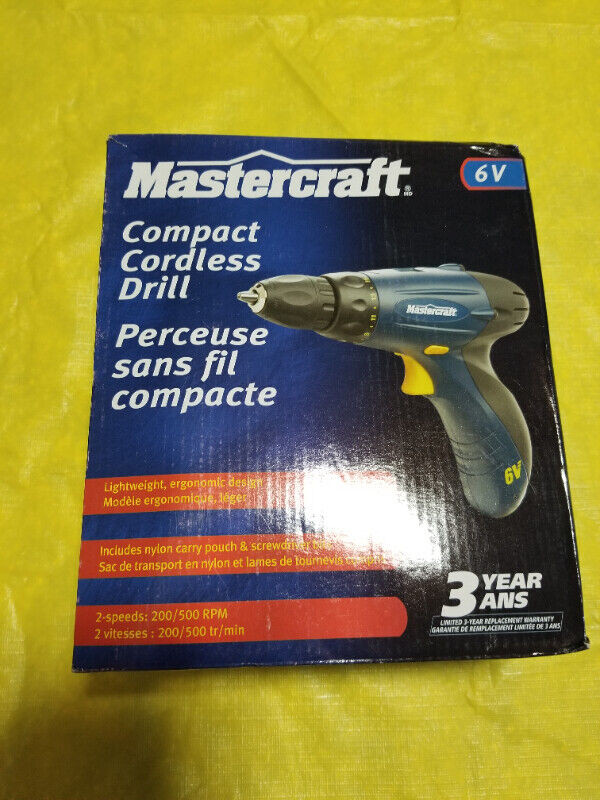 Mastercraft®
MD
6V
Compact
Cordless
Drill
Perceuse
sans fil
compacte
Mastercraft
6V
Lightweight, ergonomic design
Modèle ergonomique, léger
Includes nylon carry pouch & screwdriver
Sac de transport en nylon et lames de tournevis
2-speeds: 200/500 RPM
2 vitesses : 200/500 tr/min
3 YEAR
ANS
LIMITED 3-YEAR REPLACEMENT WARRANTY
GARANTIE DE REMPLACEMENT LIMITÉE DE 3 ANS